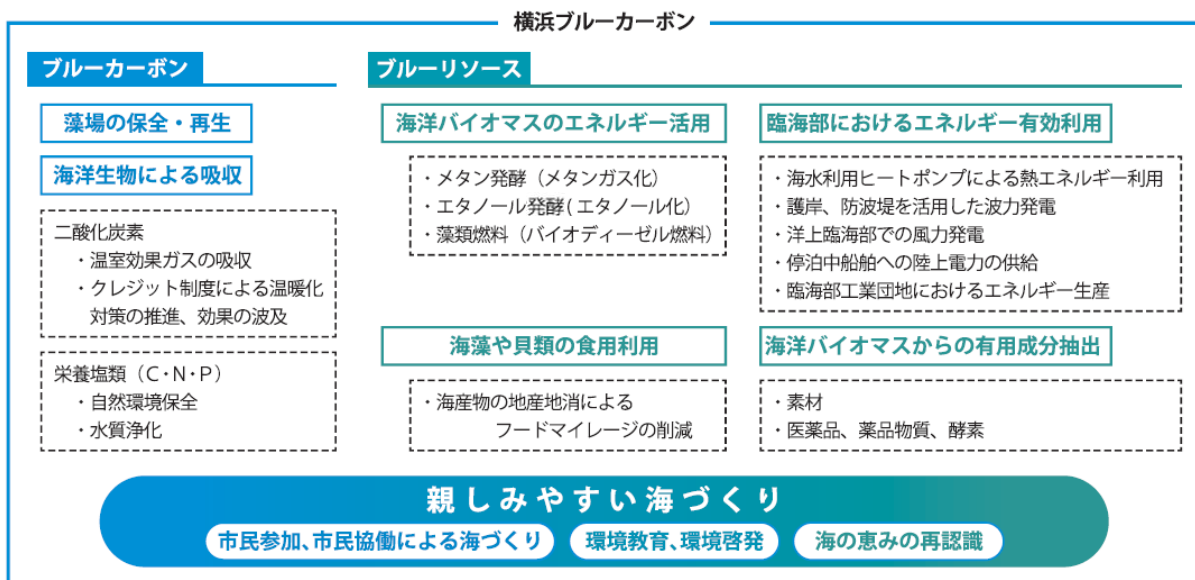 横浜ブルーカーボン
ブルーカーボン
藻場の保全・再生
海洋生物による吸収
二酸化炭素
・温室効果ガスの吸収
・クレジット制度による温暖化
対策の推進、効果の波及
栄養塩類（C・N・P）
・自然環境保全
・水質浄化
ブルーリソース
海洋バイオマスのエネルギー活用
・メタン発酵（メタンガス化）
・エタノール発酵( エタノール化）
・藻類燃料（バイオディーゼル燃料）
臨海部におけるエネルギー有効利用
・海水利用ヒートポンプによる熱エネルギー利用
・護岸、防波堤を活用した波力発電
・洋上臨海部での風力発電
・停泊中船舶への陸上電力の供給
・臨海部工業団地におけるエネルギー生産
海藻や貝類の食用利用
・海産物の地産地消による
フードマイレージの削減
海洋バイオマスからの有用成分抽出
・素材
・医薬品、薬品物質、酵素
親しみやすい海づくり
市民参加、市民協働による海づくり
環境教育、環境啓発
海の恵みの再認識